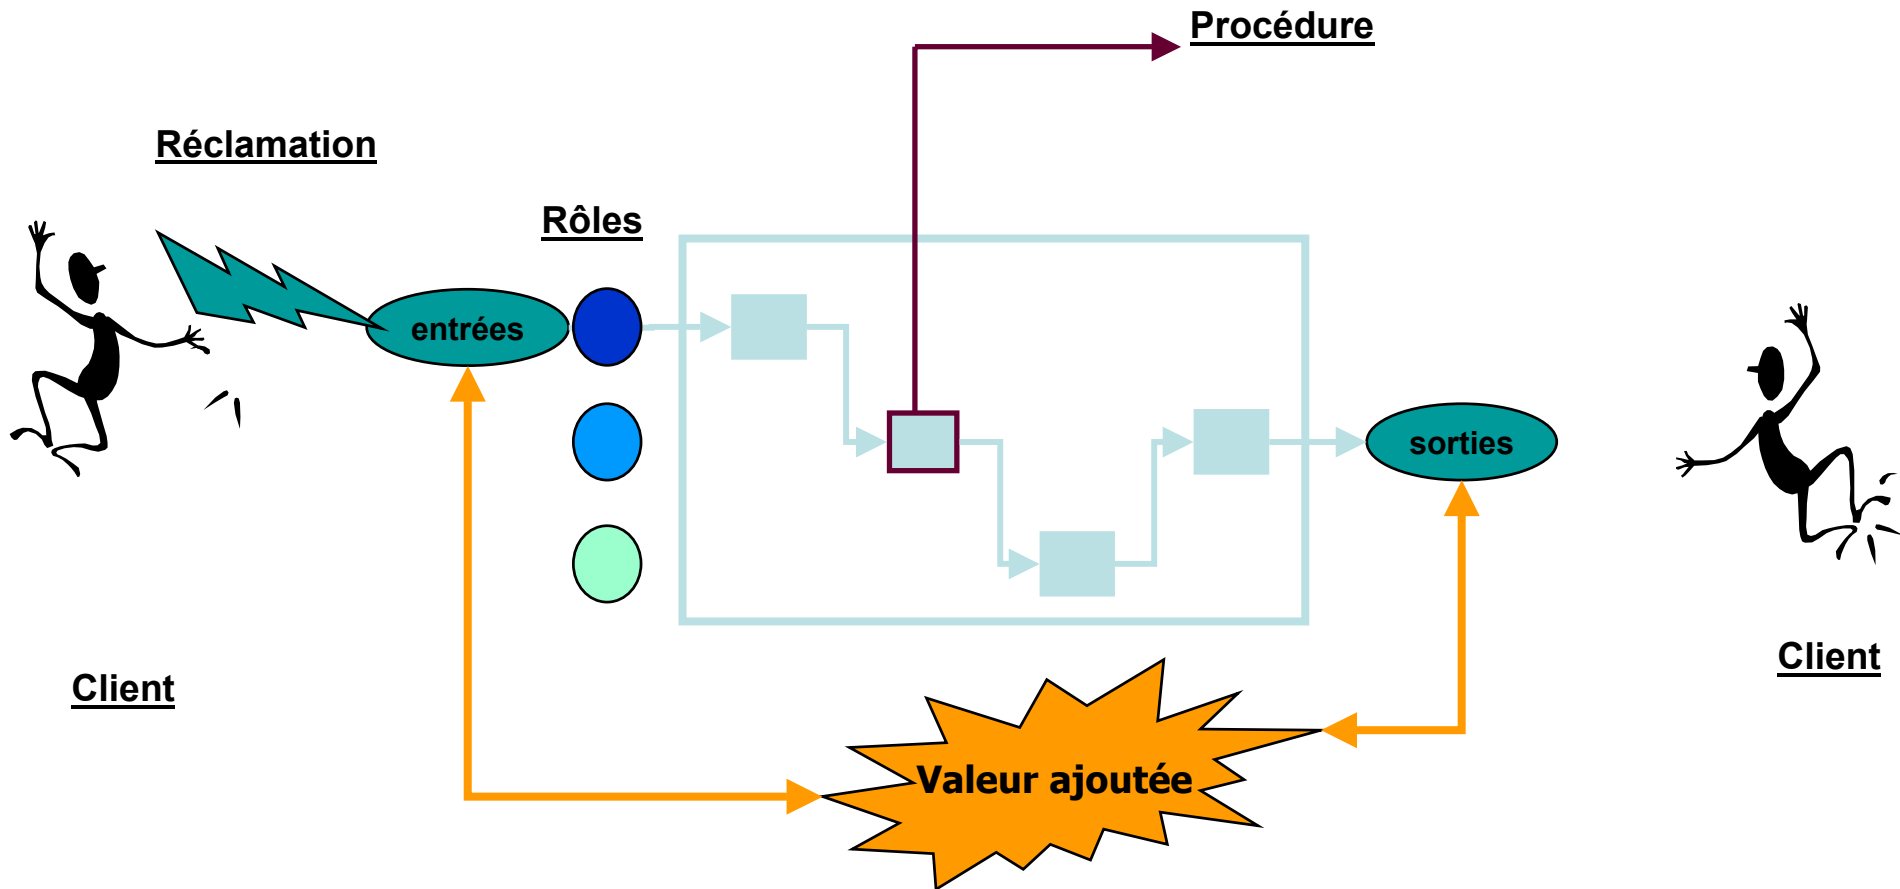 Procédure
Réclamation
Rôles
entrées
sorties
Client
Client
Valeur ajoutée